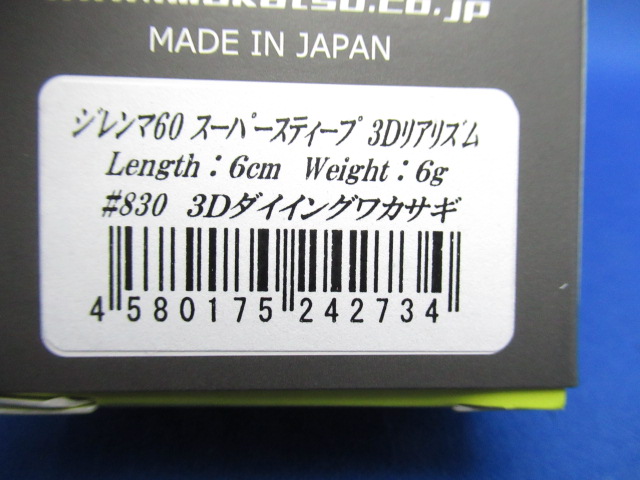 MADE IN JAPAN
ジレンマ60 スーパースティープ 3Dリアリズム
Length：6cm Weight：6g
#830 3Dダイイングワカサギ
4 580175 242734